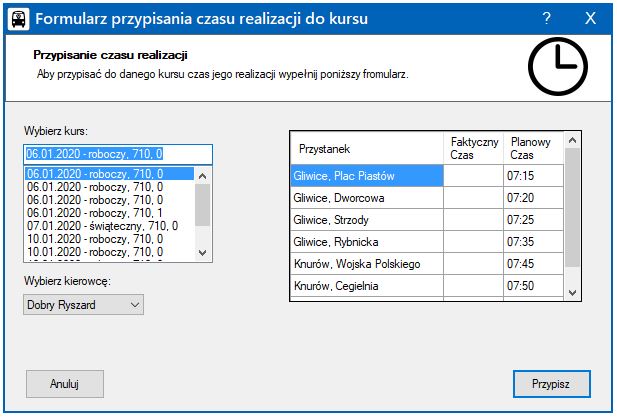 Formularz przypisania czasu realizacji do kursu ? X
Przypisanie czasu realizacji
Aby przypisać do danego kursu czas jego realizacji wypełnij poniższy fromularz.
Wybierz kurs:
06.01.2020 - roboczy, 710, 0
06.01.2020 - roboczy, 710, 0
06.01.2020 - roboczy, 710, 0
06.01.2020 - roboczy, 710, 0
06.01.2020 - roboczy, 710, 1
07.01.2020 - świąteczny, 710, 0
10.01.2020 - roboczy, 710, 0
10.01.2020 - roboczy, 710, 0
Wybierz kierowcę:
Dobry Ryszard
Przystanek Faktyczny Czas Planowy Czas
Gliwice, Plac Piastów 07:15
Gliwice, Dworcowa 07:20
Gliwice, Strzody 07:25
Gliwice, Rybnicka 07:35
Knurów, Wojska Polskiego 07:45
Knurów, Cegielnia 07:50
Anuluj
Przypisz